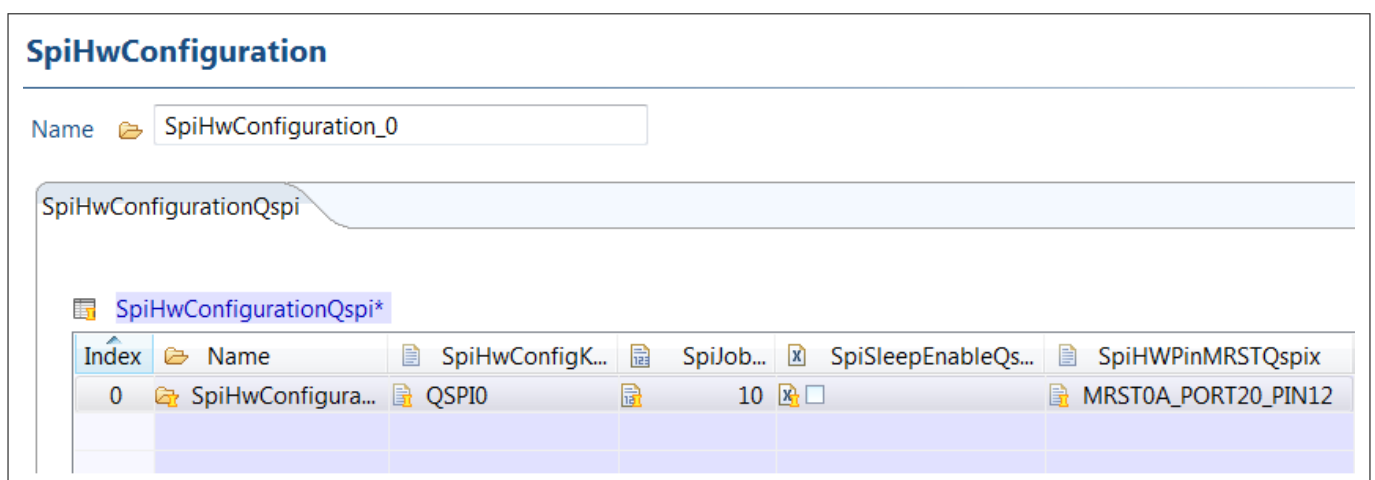 SpiHwConfiguration
Name SpiHwConfiguration_0
SpiHwConfigurationQspi
SpiHwConfigurationQspi*
Index Name SpiHwConfigK... SpiJob... SpiSleepEnableQs... SpiHWPinMRSTQspix
0 SpiHwConfigura... QSPI0 10 MRST0A_PORT20_PIN12